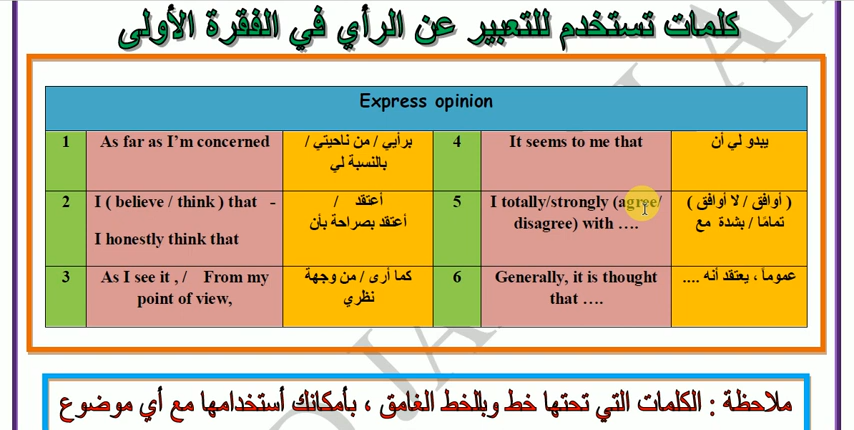 كلمات تستخدم للتعبير عن الرأي في الفقرة الأولى
Express opinion
1
As far as I'm concerned
برأيي / من ناحيتي /
بالنسبة لي
4
It seems to me that
يبدو لي أن
2
I ( believe / think ) that -
I honestly think that
أعتقد /
أعتقد بصراحة بأن
5
I totally/strongly (agree/
disagree) with ….
( أوافق / لا أوافق )
تمامًا / بشدة مع
3
As I see it , / From my
point of view,
كما أرى / من وجهة
نظري
6
Generally, it is thought
that ….
عموماً ، يعتقد أنه ....
ملاحظة : الكلمات التي تحتها خط وبالخط الغامق ، بأمكانك أستخدامها مع أي موضوع